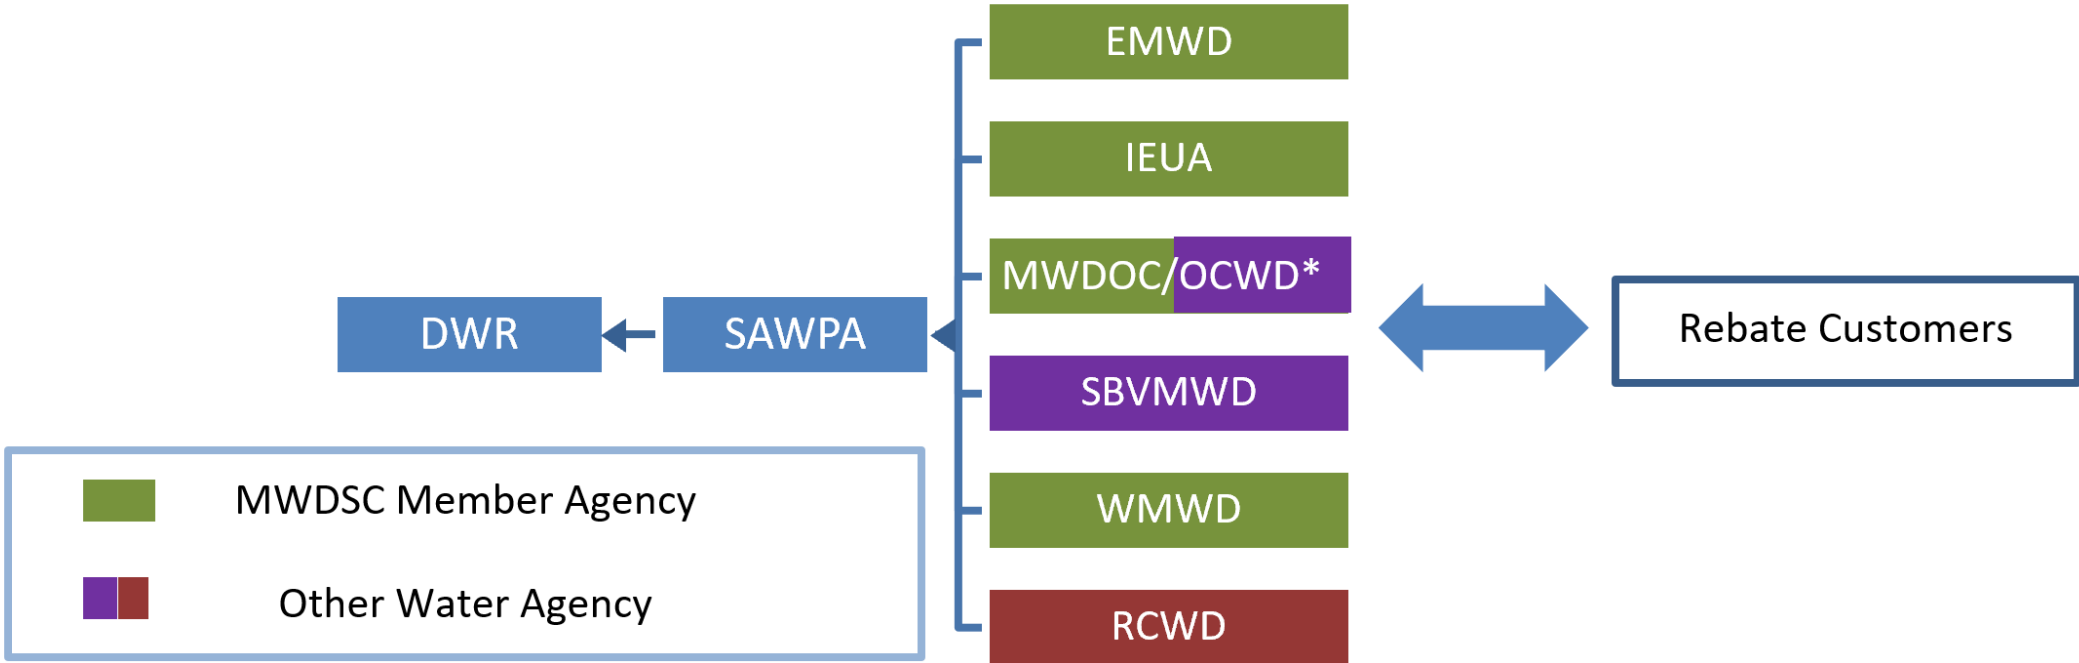 EMWD
IEUA
MWDOC/OCWD*
DWR
SAWPA
Rebate Customers
SBVMWD
WMWD
RCWD
MWDSC Member Agency
Other Water Agency